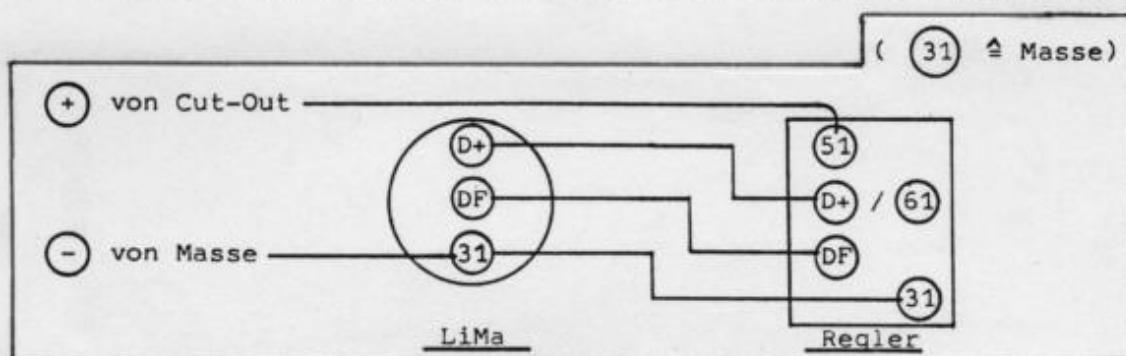 ( 31 ≙ Masse)
+ von Cut-Out
51
D+
D+ / 61
DF
DF
- von Masse
31
31
LiMa
Regler